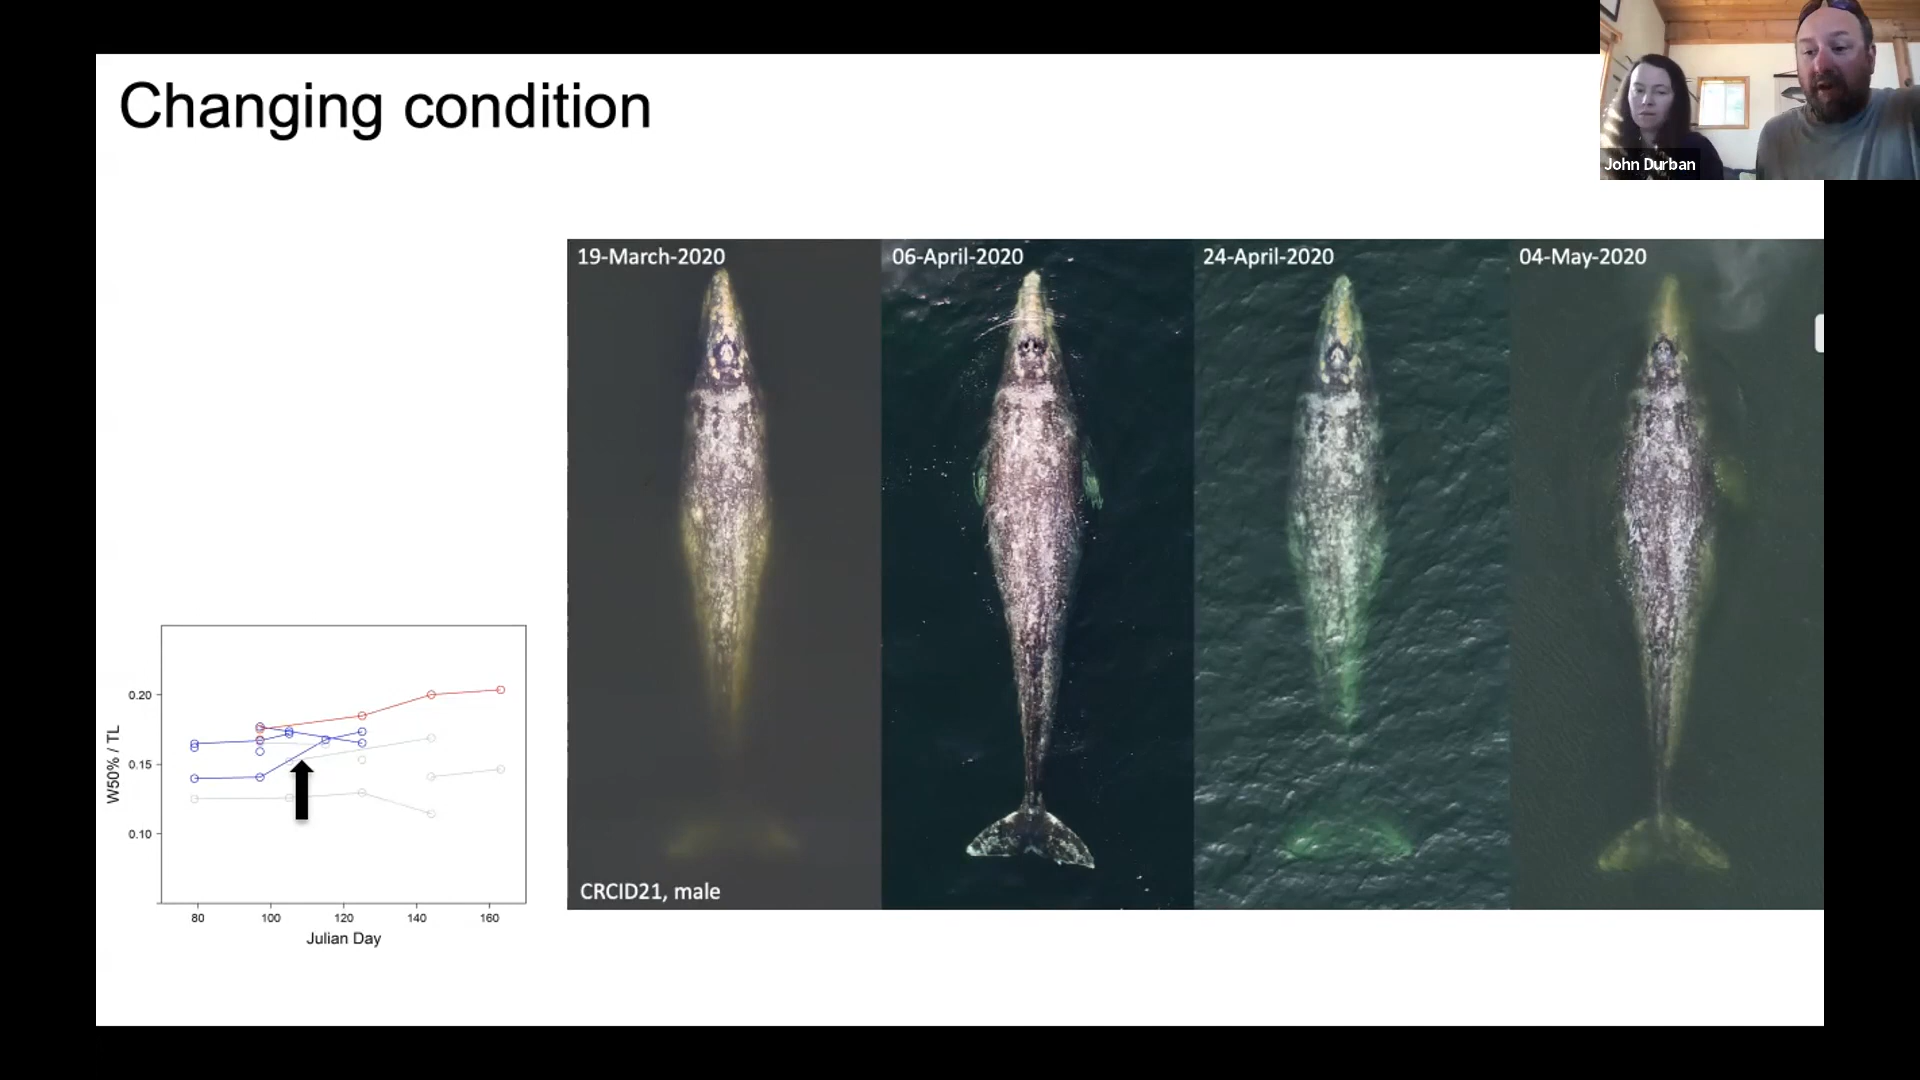 Changing condition
John Durban
19-March-2020
06-April-2020
24-April-2020
04-May-2020
CRCID21, male
W50% / TL
0.20
0.15
0.10
80 100 120 140 160
Julian Day